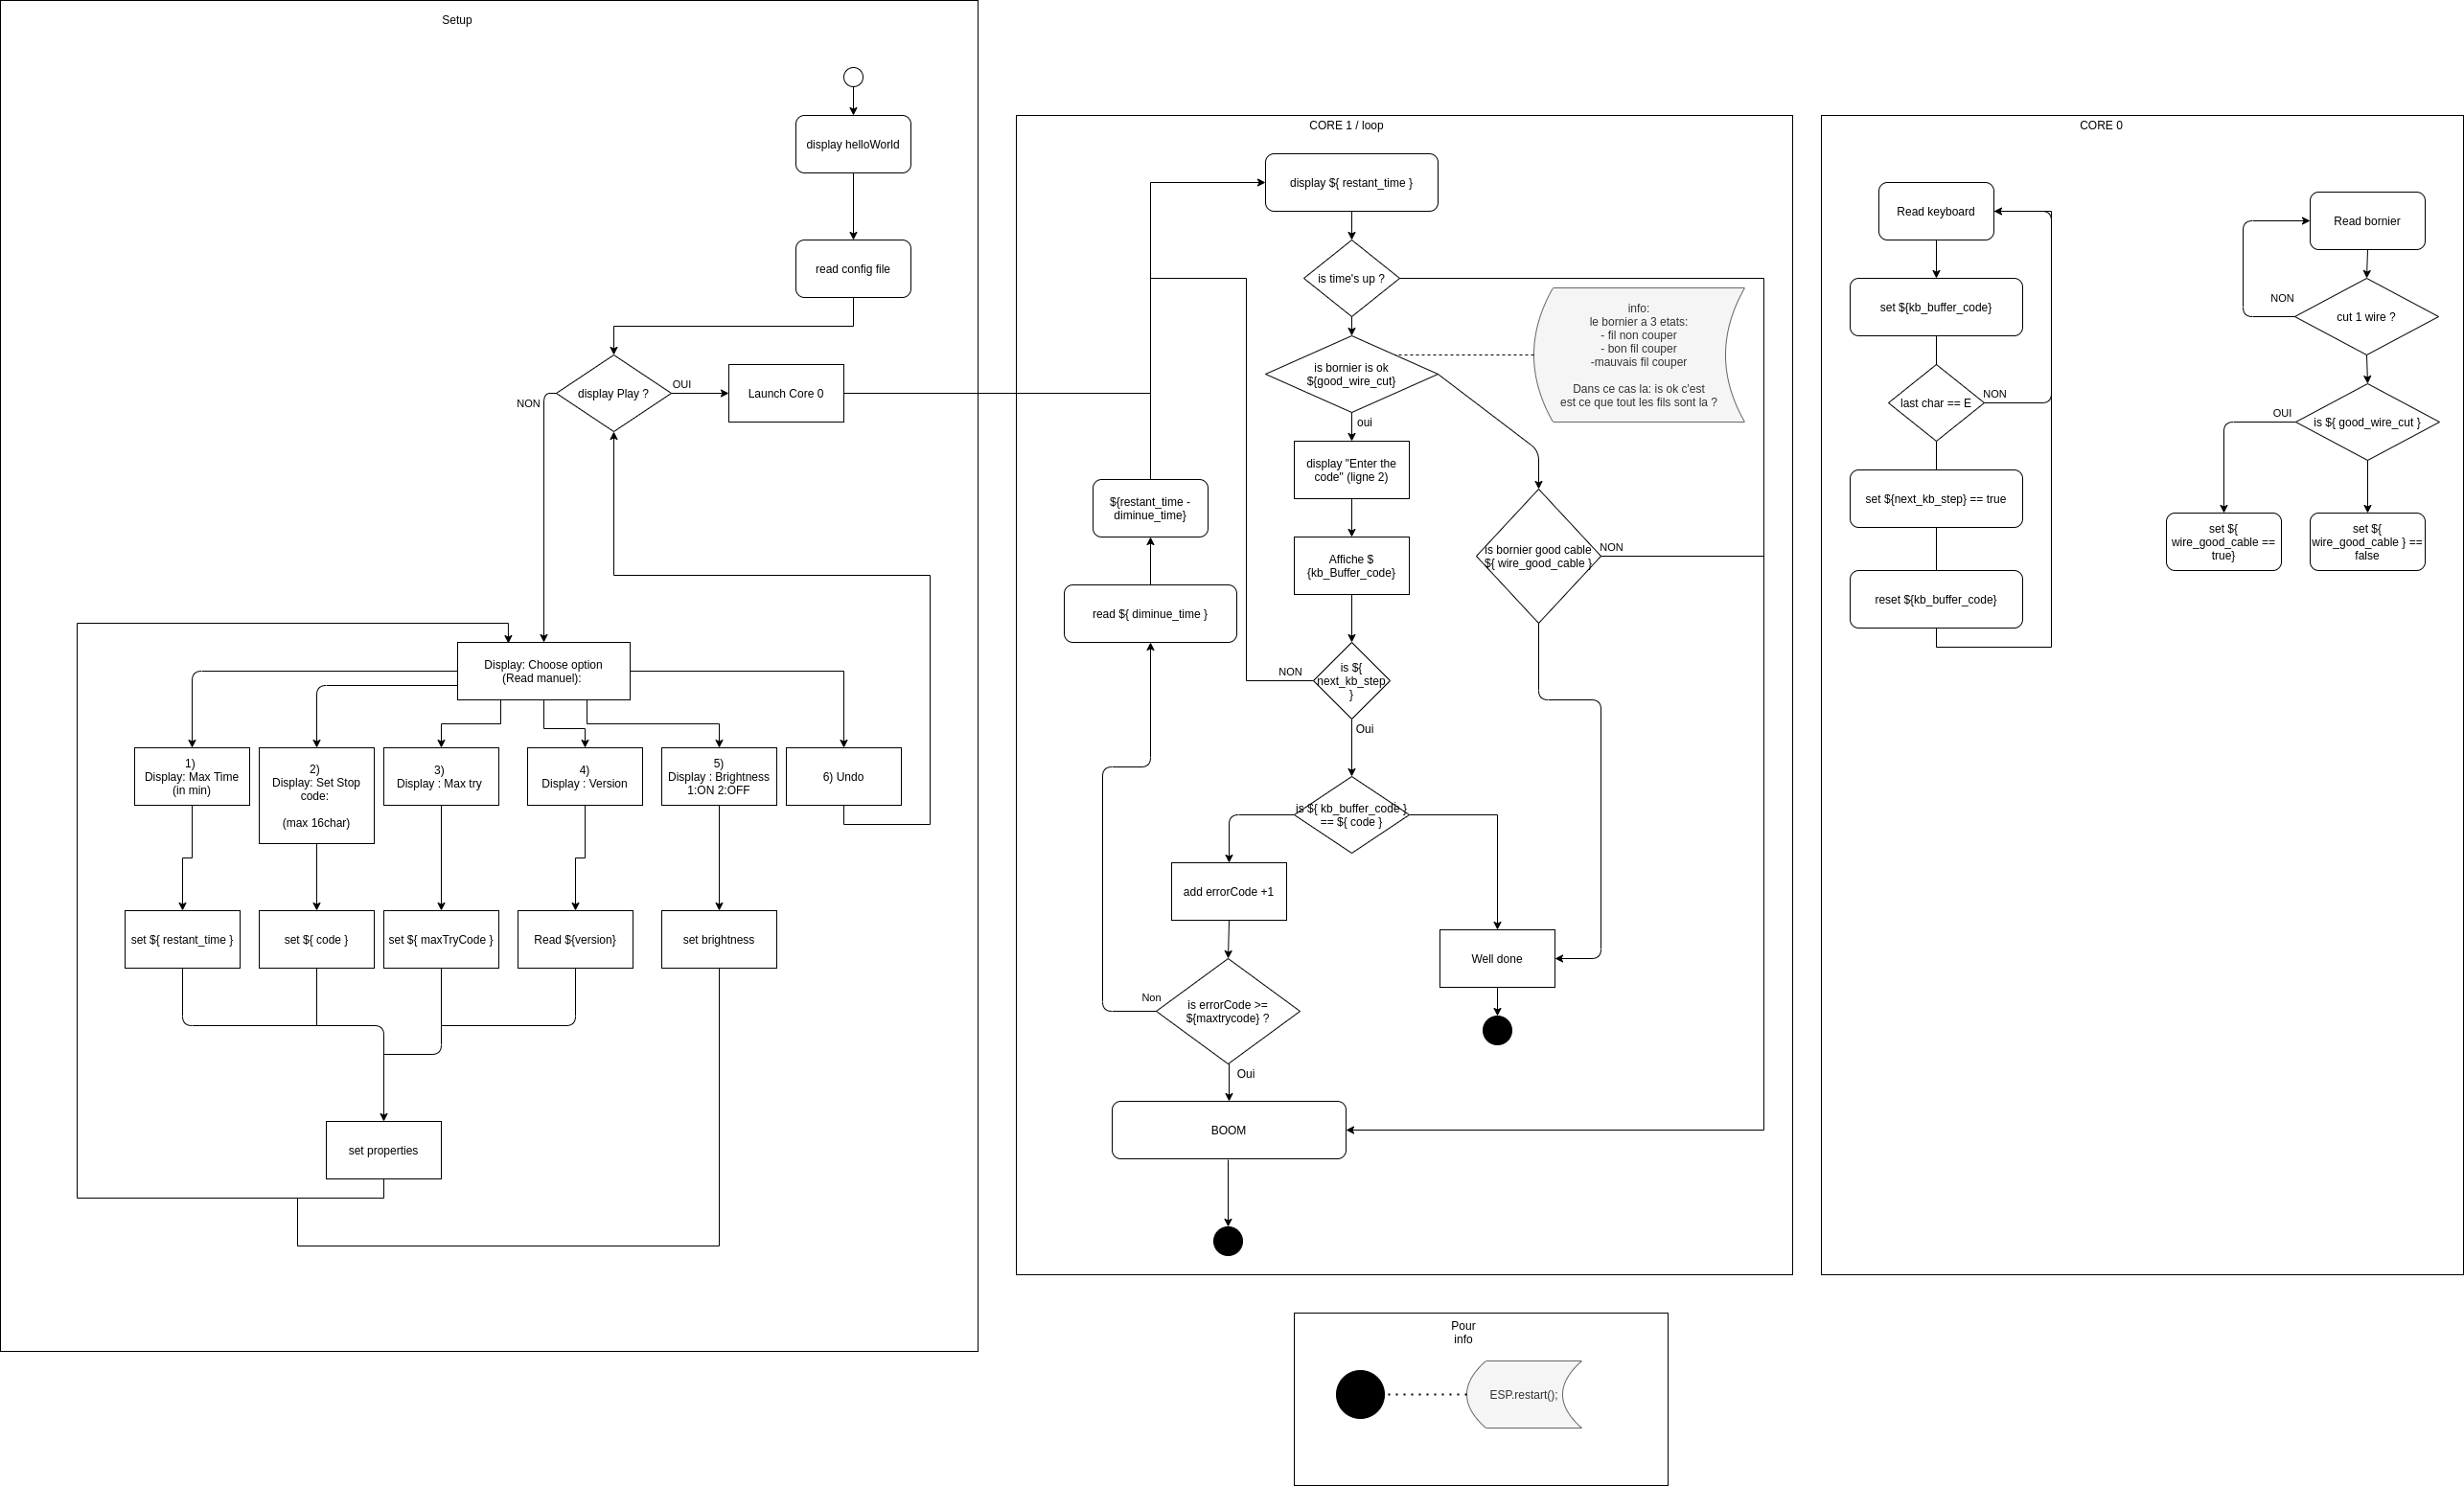 Setup
display helloWorld
read config file
display Play ?
OUI
NON
Launch Core 0
Display: Choose option
(Read manuel):
1)
Display: Max Time
(in min)
2)
Display: Set Stop
code:
(max 16char)
3)
Display : Max try
4)
Display : Version
5)
Display : Brightness
1:ON 2:OFF
6) Undo
set ${ restant_time }
set ${ code }
set ${ maxTryCode }
Read ${version}
set brightness
set properties
CORE 1 / loop
display ${ restant_time }
is time's up ?
info:
le bornier a 3 etats:
- fil non couper
- bon fil couper
-mauvais fil couper
Dans ce cas la: is ok c'est
est ce que tout les fils sont la ?
is bornier is ok
${good_wire_cut}
oui
display "Enter the
code" (ligne 2)
${restant_time -
diminue_time}
Affiche $
{kb_Buffer_code}
is bornier good cable
${ wire_good_cable }
NON
read ${ diminue_time }
is ${
next_kb_step
}
NON
Oui
is ${ kb_buffer_code }
== ${ code }
add errorCode +1
Well done
is errorCode >=
${maxtrycode} ?
Non
Oui
BOOM
CORE 0
Read keyboard
set ${kb_buffer_code}
last char == E
NON
set ${next_kb_step} == true
reset ${kb_buffer_code}
Read bornier
NON
cut 1 wire ?
OUI
is ${ good_wire_cut }
set ${
wire_good_cable ==
true}
set ${
wire_good_cable } ==
false
Pour
info
ESP.restart();